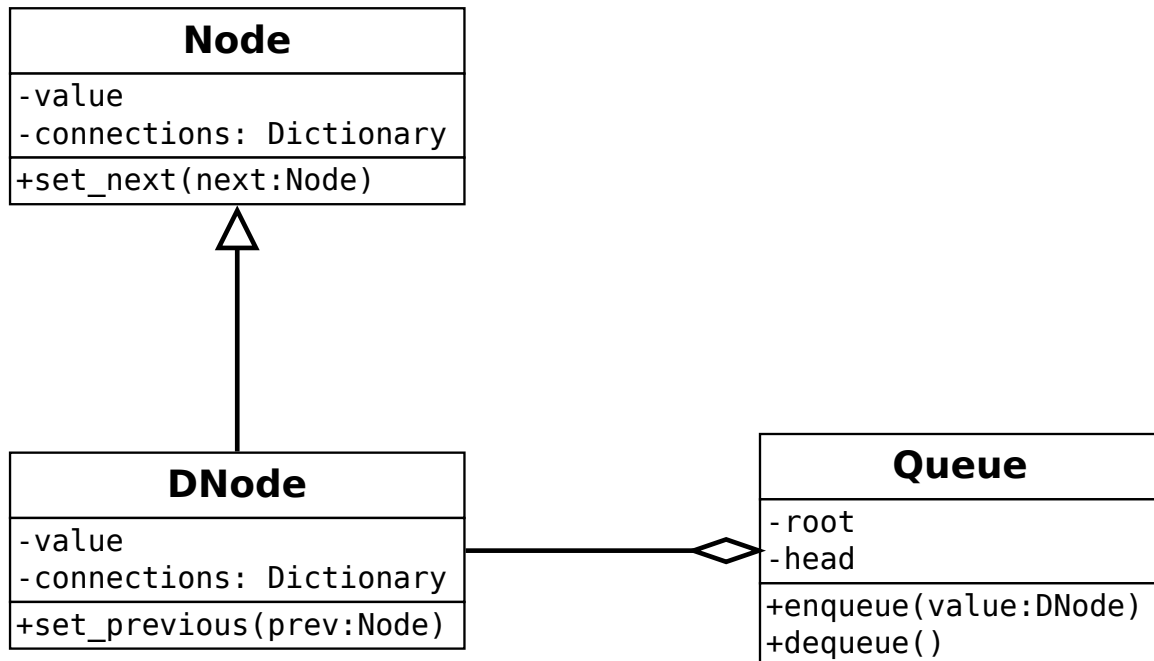 Node
-value
-connections: Dictionary
+set_next(next:Node)
DNode
-value
-connections: Dictionary
+set_previous(prev:Node)
Queue
-root
-head
+enqueue(value:DNode)
+dequeue()